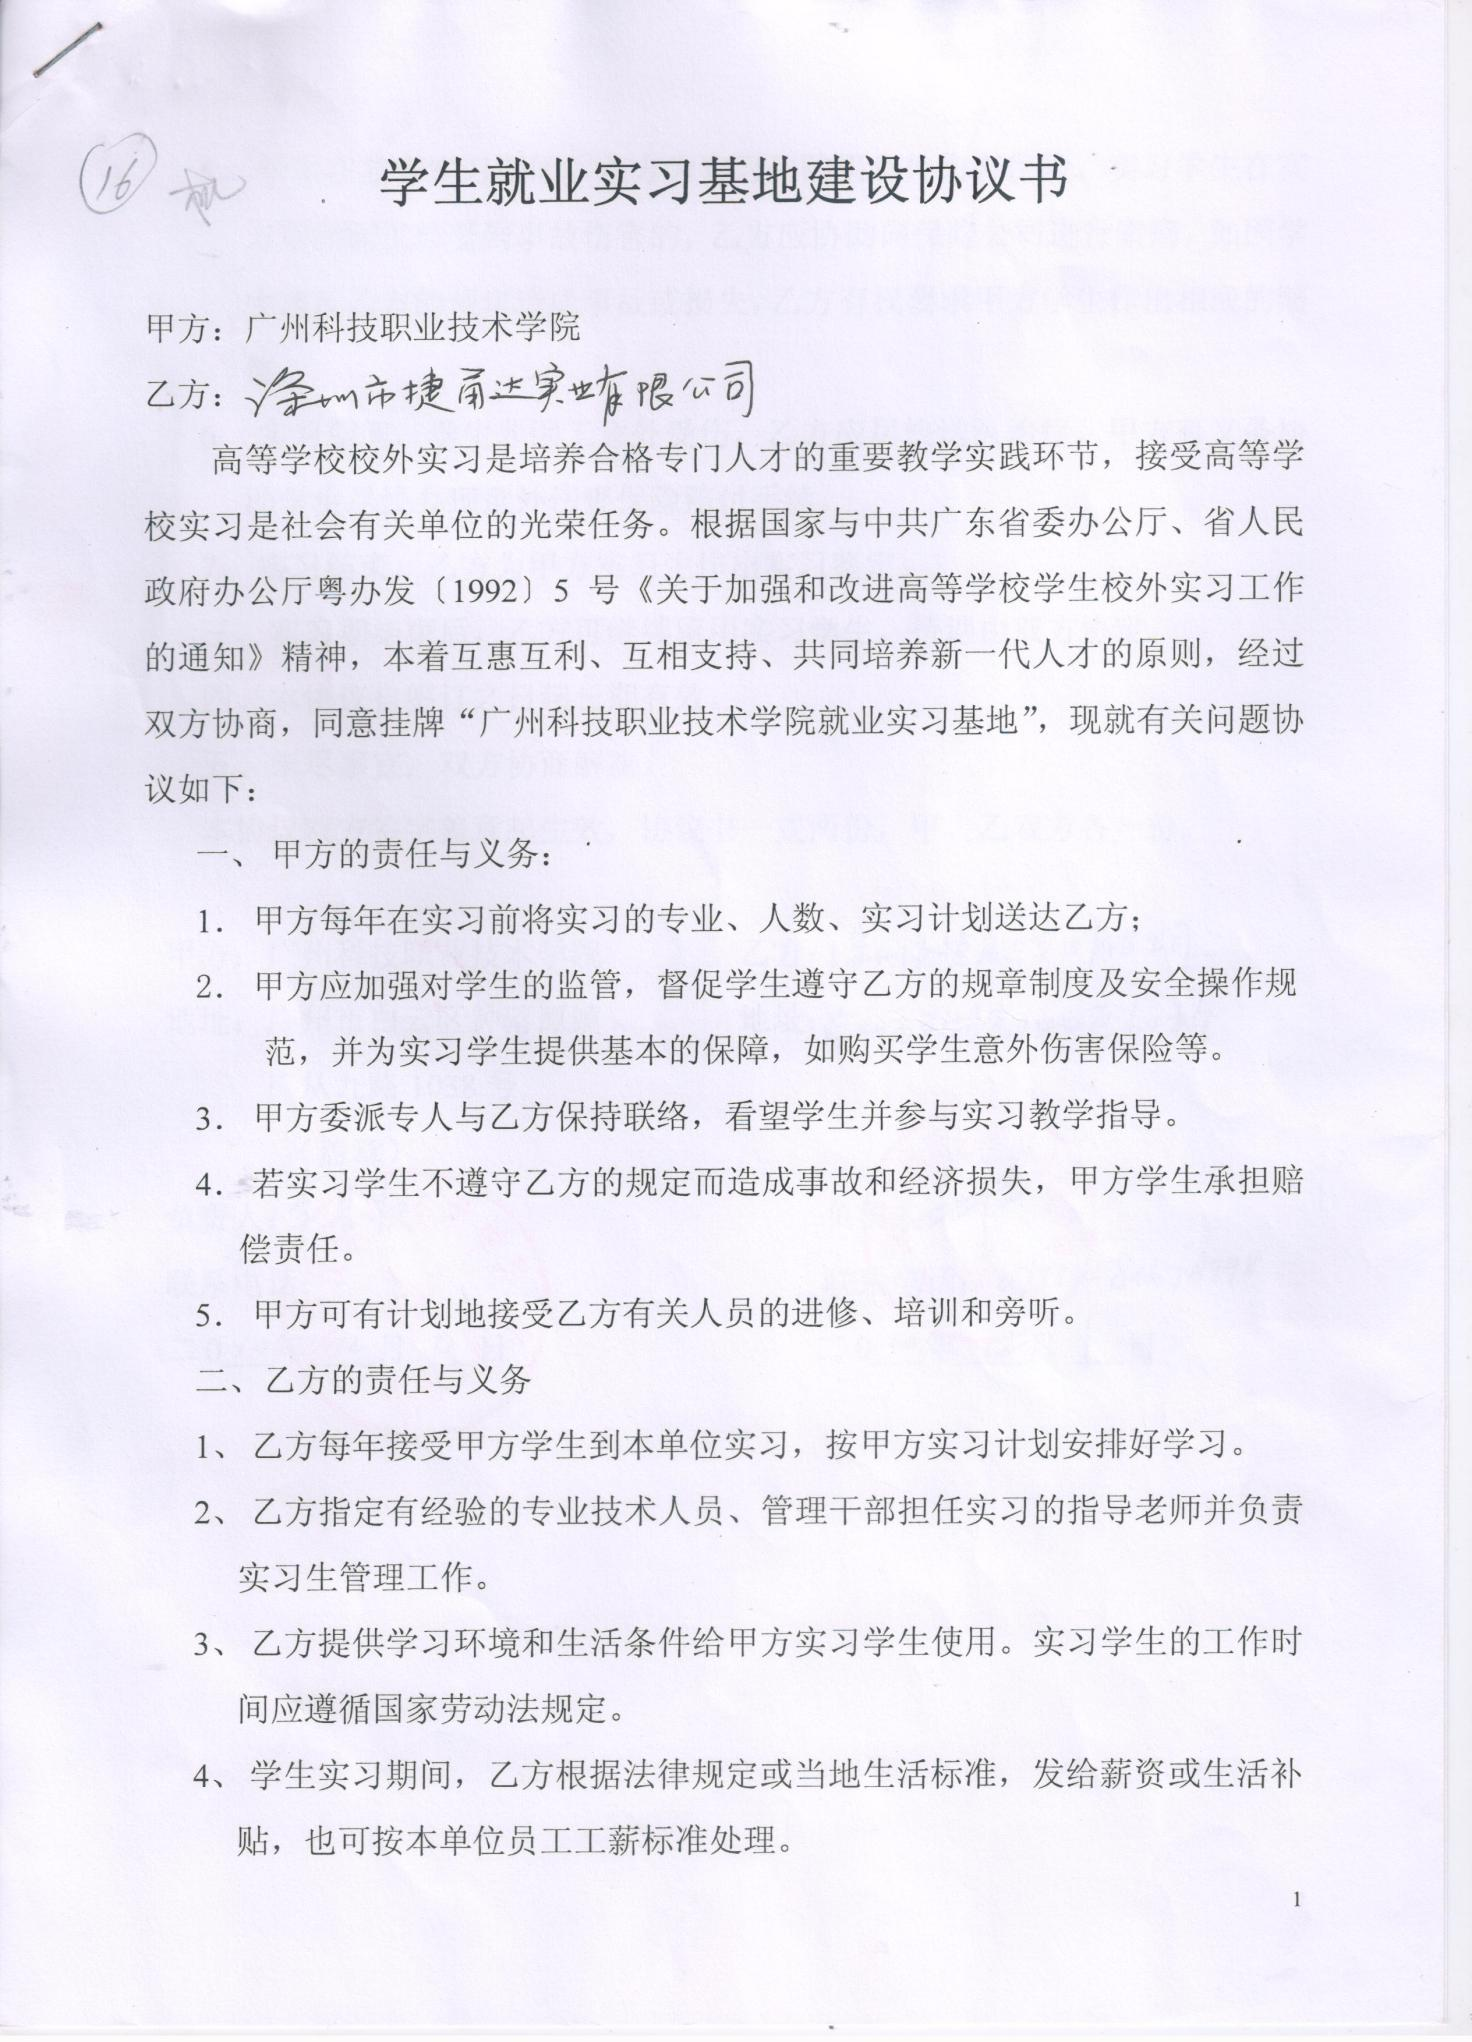 16 机
学生就业实习基地建设协议书
甲方：广州科技职业技术学院
乙方：深圳市捷甬达实业有限公司
高等学校校外实习是培养合格专门人才的重要教学实践环节，接受高等学
校实习是社会有关单位的光荣任务。根据国家与中共广东省委办公厅、省人民
政府办公厅粤办发〔1992〕5 号《关于加强和改进高等学校学生校外实习工作
的通知》精神，本着互惠互利、互相支持、共同培养新一代人才的原则，经过
双方协商，同意挂牌“广州科技职业技术学院就业实习基地”，现就有关问题协
议如下：
一、 甲方的责任与义务：
1． 甲方每年在实习前将实习的专业、人数、实习计划送达乙方；
2． 甲方应加强对学生的监管，督促学生遵守乙方的规章制度及安全操作规
范，并为实习学生提供基本的保障，如购买学生意外伤害保险等。
3． 甲方委派专人与乙方保持联络，看望学生并参与实习教学指导。
4．若实习学生不遵守乙方的规定而造成事故和经济损失，甲方学生承担赔
偿责任。
5． 甲方可有计划地接受乙方有关人员的进修、培训和旁听。
二、乙方的责任与义务
1、 乙方每年接受甲方学生到本单位实习，按甲方实习计划安排好学习。
2、 乙方指定有经验的专业技术人员、管理干部担任实习的指导老师并负责
实习生管理工作。
3、 乙方提供学习环境和生活条件给甲方实习学生使用。实习学生的工作时
间应遵循国家劳动法规定。
4、 学生实习期间，乙方根据法律规定或当地生活标准，发给薪资或生活补
贴，也可按本单位员工工薪标准处理。
1